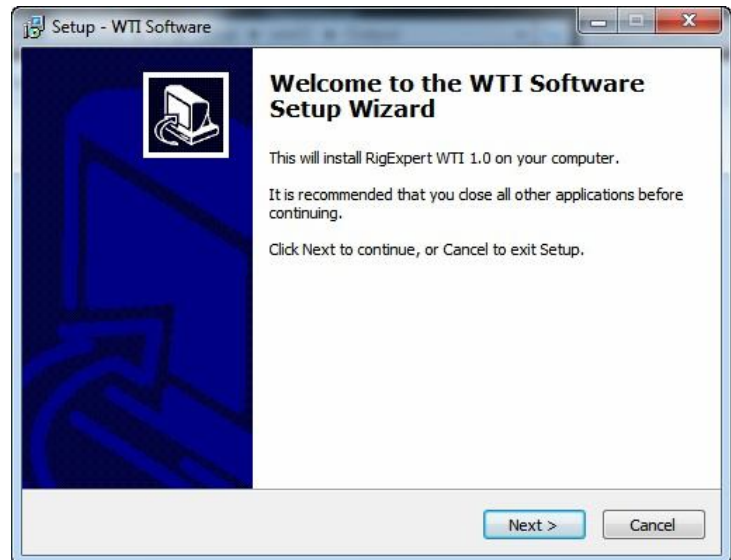 Setup - WTI Software
Welcome to the WTI Software
Setup Wizard
This will install RigExpert WTI 1.0 on your computer.
It is recommended that you close all other applications before
continuing.
Click Next to continue, or Cancel to exit Setup.
Next >
Cancel